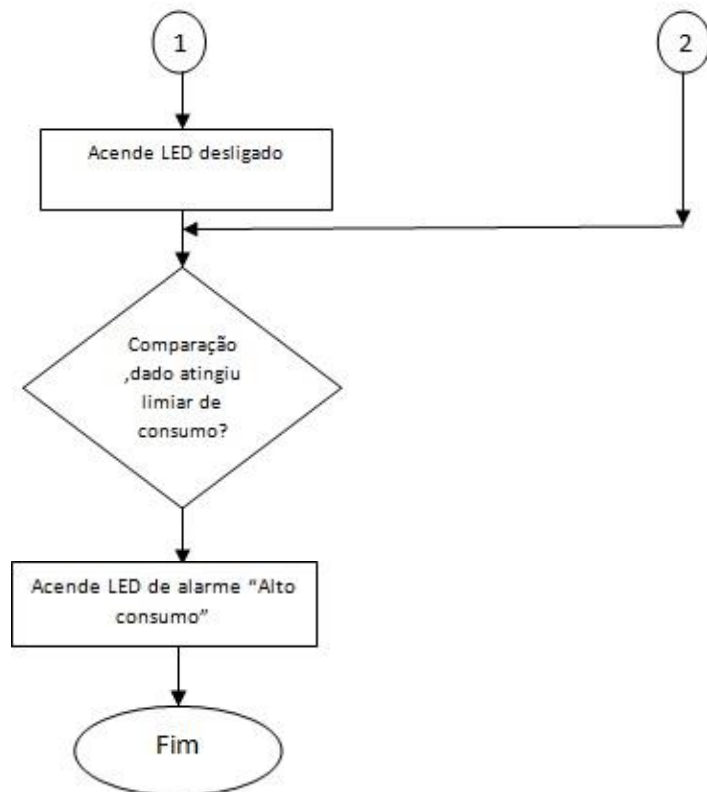 1
2
Acende LED desligado
Comparação
,dado atingiu
limiar de
consumo?
Acende LED de alarme “Alto
consumo”
Fim